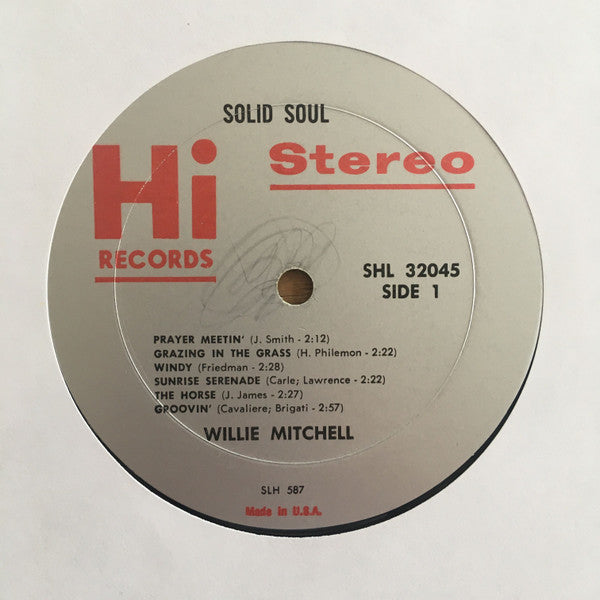 SOLID SOUL
Hi
RECORDS
Stereo
SHL 32045
SIDE 1
PRAYER MEETIN' (J. Smith - 2:12)
GRAZING IN THE GRASS (H. Philemon - 2:22)
WINDY (Friedman - 2:28)
SUNRISE SERENADE (Carle; Lawrence - 2:22)
THE HORSE (J. James - 2:27)
GROOVIN' (Cavaliere; Brigati - 2:57)
WILLIE MITCHELL
SLH 587
Made in U.S.A.